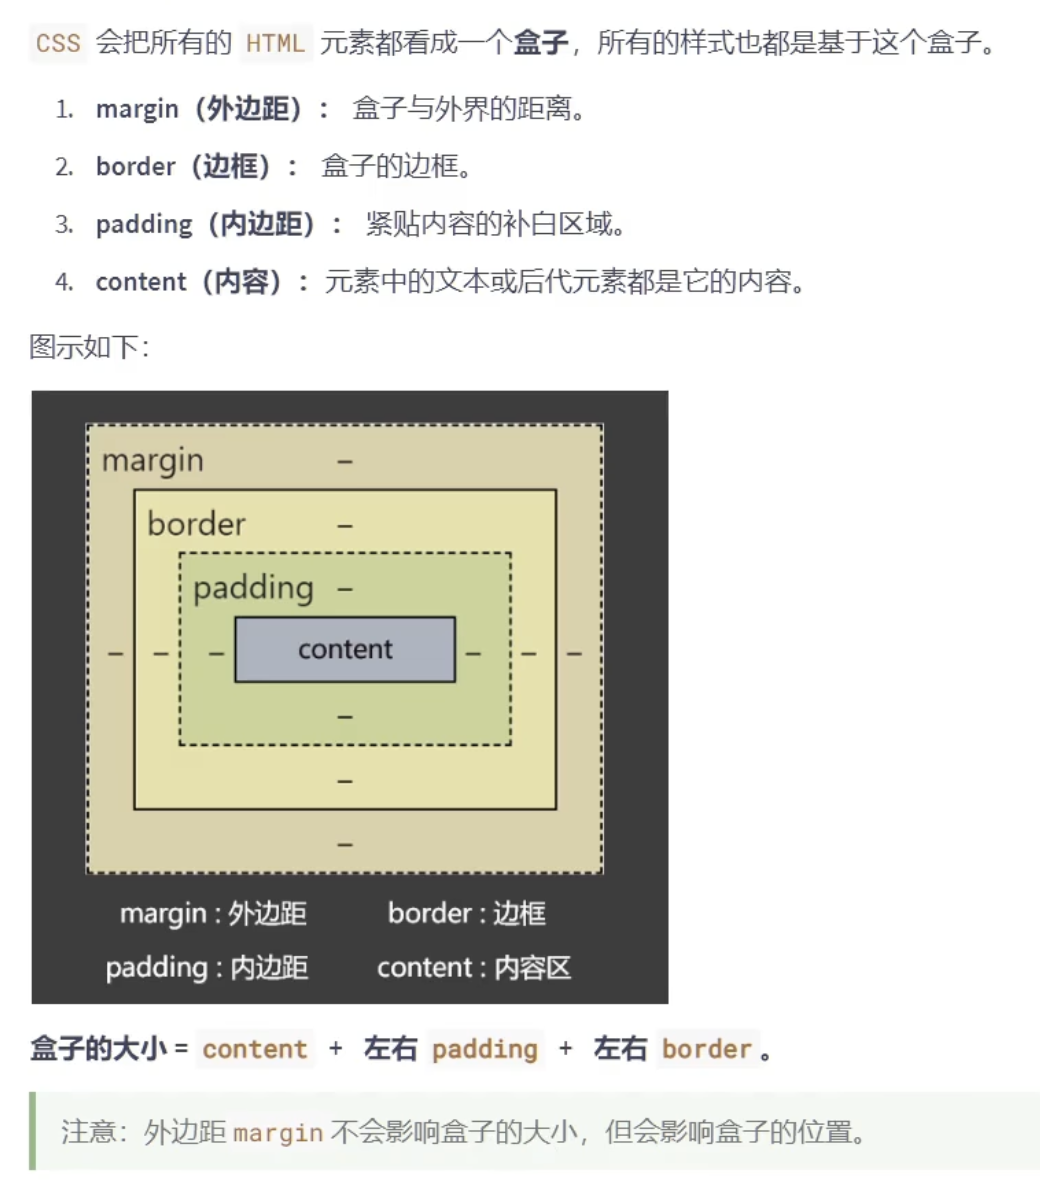 CSS 会把所有的 HTML 元素都看成一个盒子，所有的样式也都是基于这个盒子。
1. margin（外边距）： 盒子与外界的距离。
2. border（边框）： 盒子的边框。
3. padding（内边距）： 紧贴内容的补白区域。
4. content（内容）：元素中的文本或后代元素都是它的内容。
图示如下：
margin –
border –
padding –
– – – content – – –
–
–
–
margin : 外边距 border : 边框
padding : 内边距 content : 内容区
盒子的大小 = content + 左右 padding + 左右 border 。
注意：外边距 margin 不会影响盒子的大小，但会影响盒子的位置。